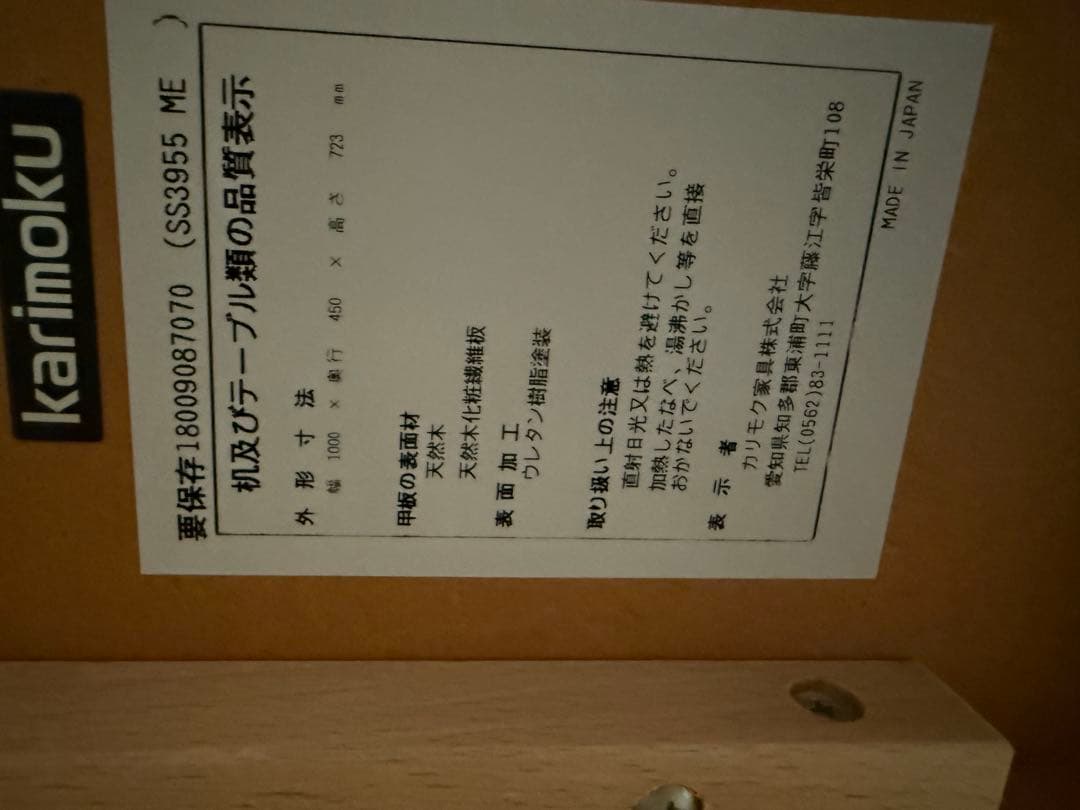 karimoku
要保存18009087070 (SS3955 ME )
机及びテーブル類の品質表示
外形寸法
幅 1000 × 奥行 450 × 高さ 723 mm
甲板の表面材
天然木
天然木化粧繊維板
表面加工
ウレタン樹脂塗装
取り扱い上の注意
直射日光又は熱を避けてください。
加熱したなべ、湯沸かし等を直接
おかないでください。
表示者
カリモク家具株式会社
愛知県知多郡東浦町大字藤江字皆栄町108
TEL(0562)83-1111
MADE IN JAPAN